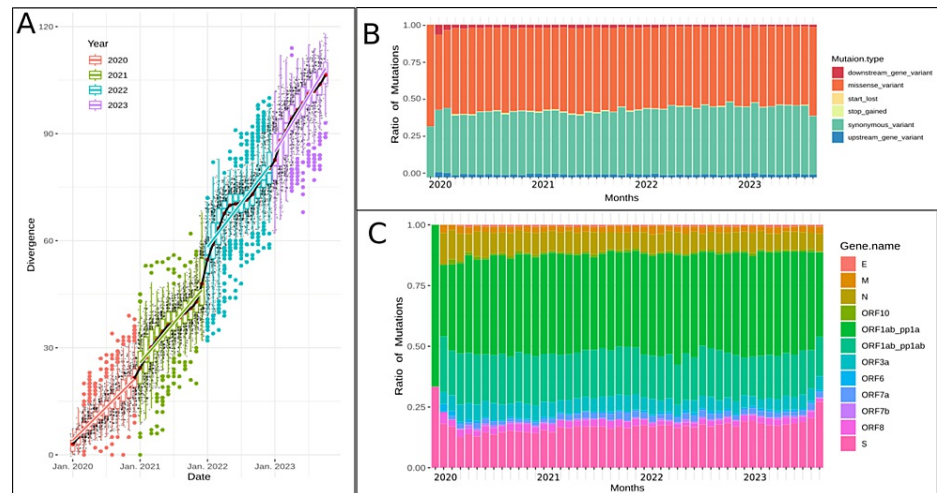 A
120
90
60
30
0
Divergence
Year
2020
2021
2022
2023
Jan. 2020
Jan. 2021
Jan. 2022
Jan. 2023
Date
B
1.00
0.75
0.50
0.25
0.00
Ratio of Mutations
2020
2021
2022
2023
Months
Mutaion.type
downstream_gene_variant
missense_variant
start_lost
stop_gained
synonymous_variant
upstream_gene_variant
C
1.00
0.75
0.50
0.25
0.00
Ratio of Mutations
2020
2021
2022
2023
Months
Gene.name
E
M
N
ORF10
ORF1ab_pp1a
ORF1ab_pp1ab
ORF3a
ORF6
ORF7a
ORF7b
ORF8
S